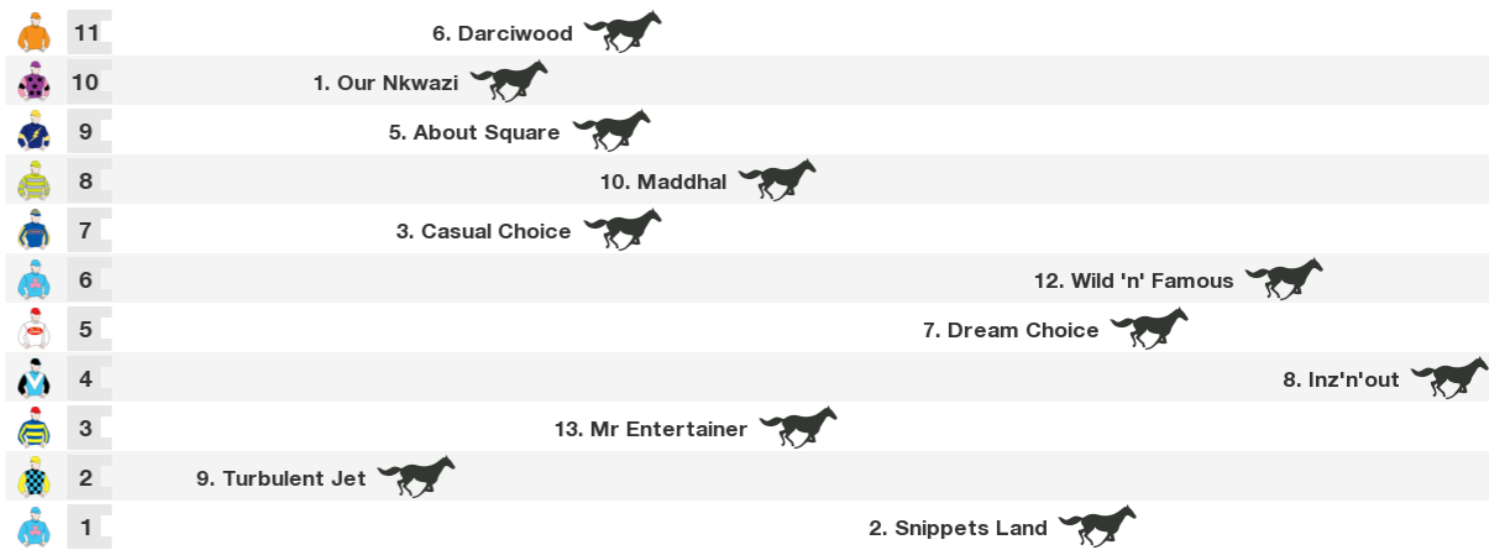 11 6. Darciwood
10 1. Our Nkwazi
9 5. About Square
8 10. Maddhal
7 3. Casual Choice
6 12. Wild 'n' Famous
5 7. Dream Choice
4 8. Inz'n'out
3 13. Mr Entertainer
2 9. Turbulent Jet
1 2. Snippets Land